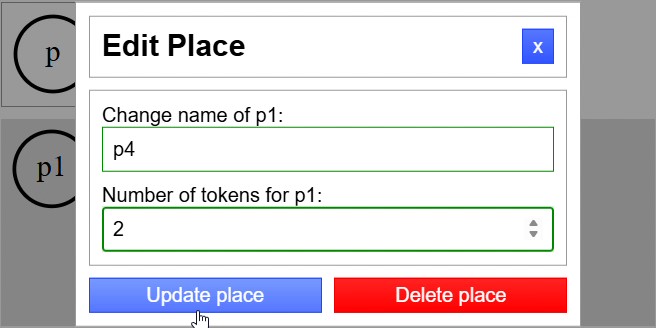 p
p1
Edit Place
x
Change name of p1:
p4
Number of tokens for p1:
2
Update place
Delete place